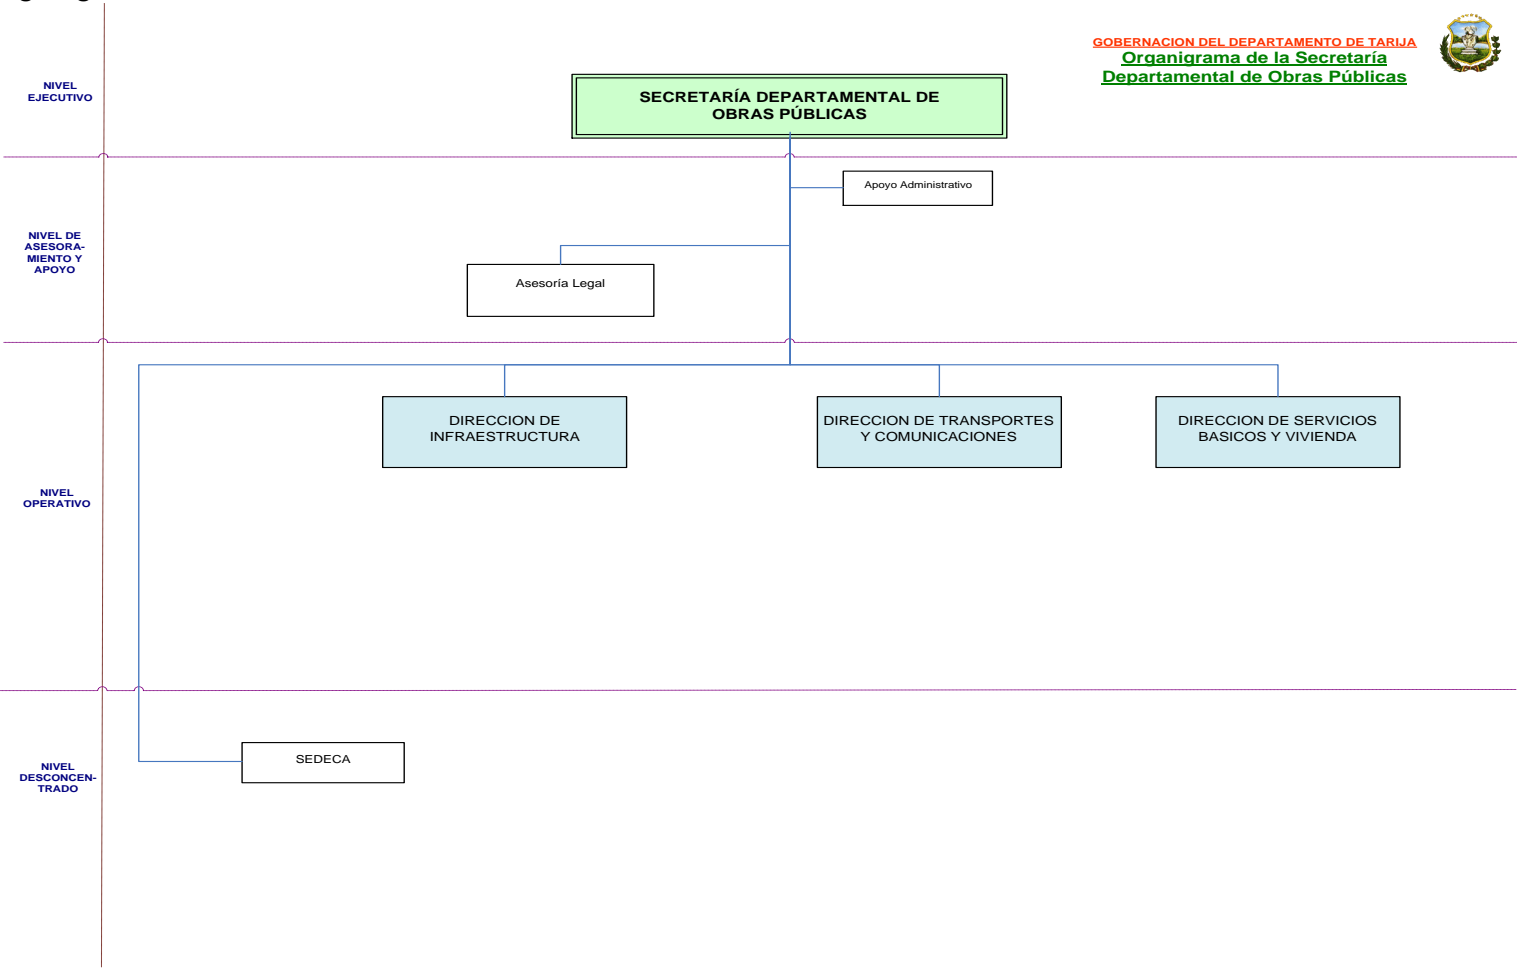 GOBERNACION DEL DEPARTAMENTO DE TARIJA
Organigrama de la Secretaría
Departamental de Obras Públicas
NIVEL
EJECUTIVO
SECRETARÍA DEPARTAMENTAL DE
OBRAS PÚBLICAS
Apoyo Administrativo
NIVEL DE
ASESORA-
MIENTO Y
APOYO
Asesoría Legal
DIRECCION DE
INFRAESTRUCTURA
DIRECCION DE TRANSPORTES
Y COMUNICACIONES
DIRECCION DE SERVICIOS
BASICOS Y VIVIENDA
NIVEL
OPERATIVO
SEDECA
NIVEL
DESCONCEN-
TRADO